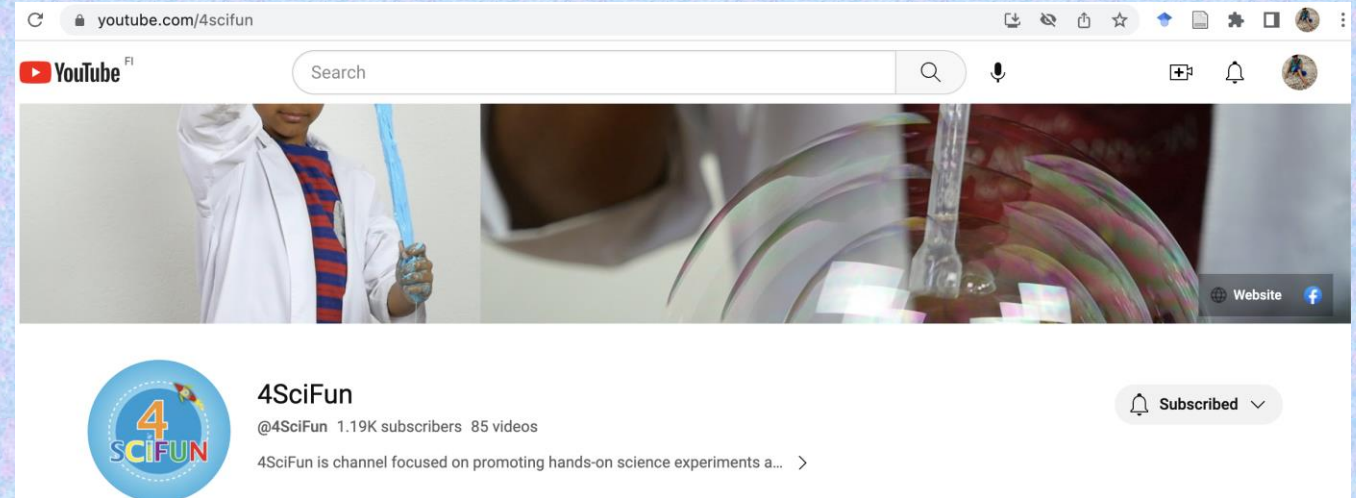 youtube.com/4scifun
YouTube FI
Search
Website
4
SCiFUN
4SciFun
@4SciFun 1.19K subscribers 85 videos
Subscribed
4SciFun is channel focused on promoting hands-on science experiments a...